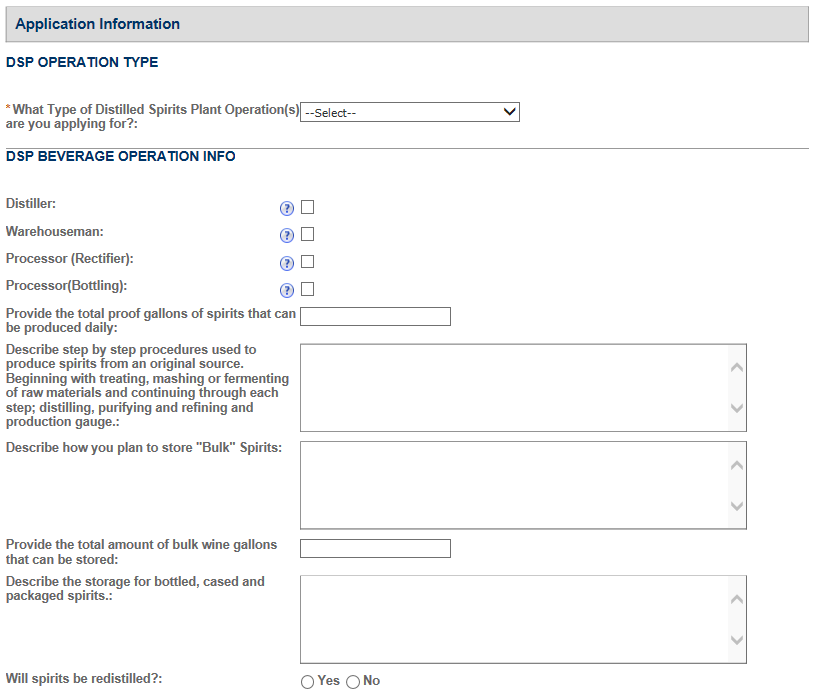 Application Information
DSP OPERATION TYPE
*What Type of Distilled Spirits Plant Operation(s)
are you applying for?:
--Select--
DSP BEVERAGE OPERATION INFO
Distiller:
?
Warehouseman:
?
Processor (Rectifier):
?
Processor(Bottling):
?
Provide the total proof gallons of spirits that can
be produced daily:
Describe step by step procedures used to
produce spirits from an original source.
Beginning with treating, mashing or fermenting
of raw materials and continuing through each
step; distilling, purifying and refining and
production gauge.:
Describe how you plan to store "Bulk" Spirits:
Provide the total amount of bulk wine gallons
that can be stored:
Describe the storage for bottled, cased and
packaged spirits.:
Will spirits be redistilled?:
Yes No